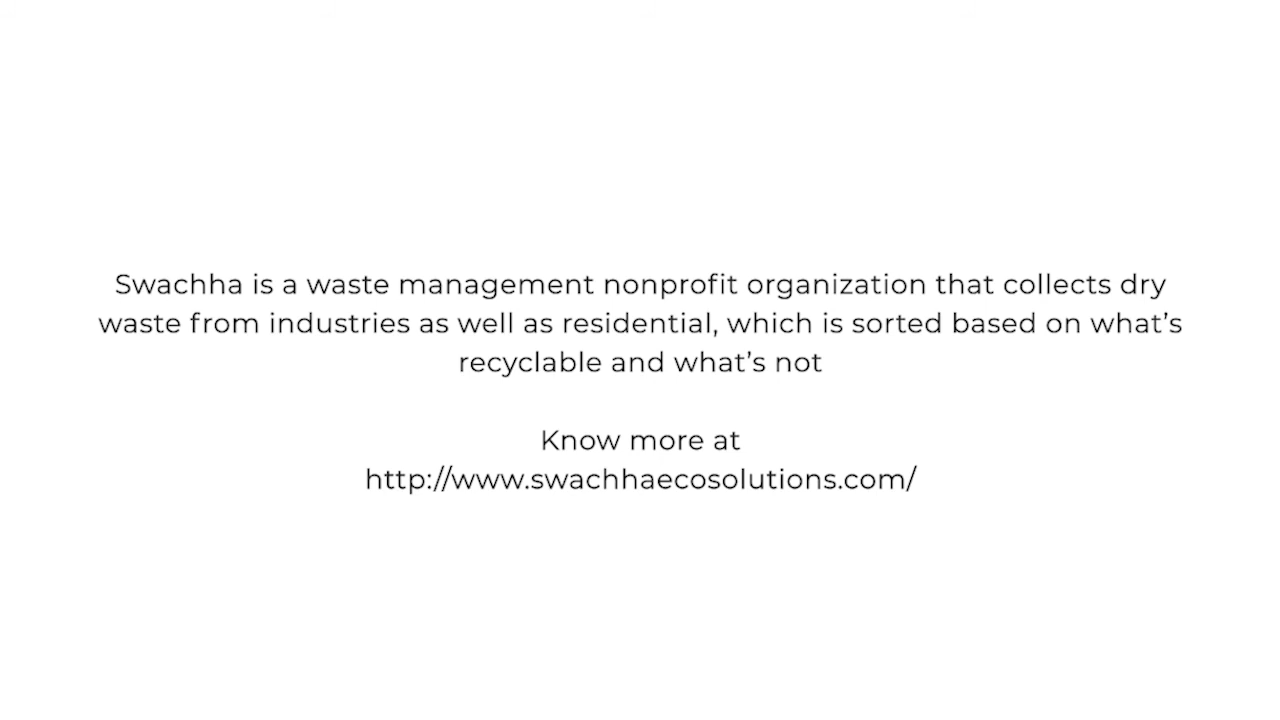 Swachha is a waste management nonprofit organization that collects dry
waste from industries as well as residential, which is sorted based on what’s
recyclable and what’s not
Know more at
http://www.swachhaecosolutions.com/